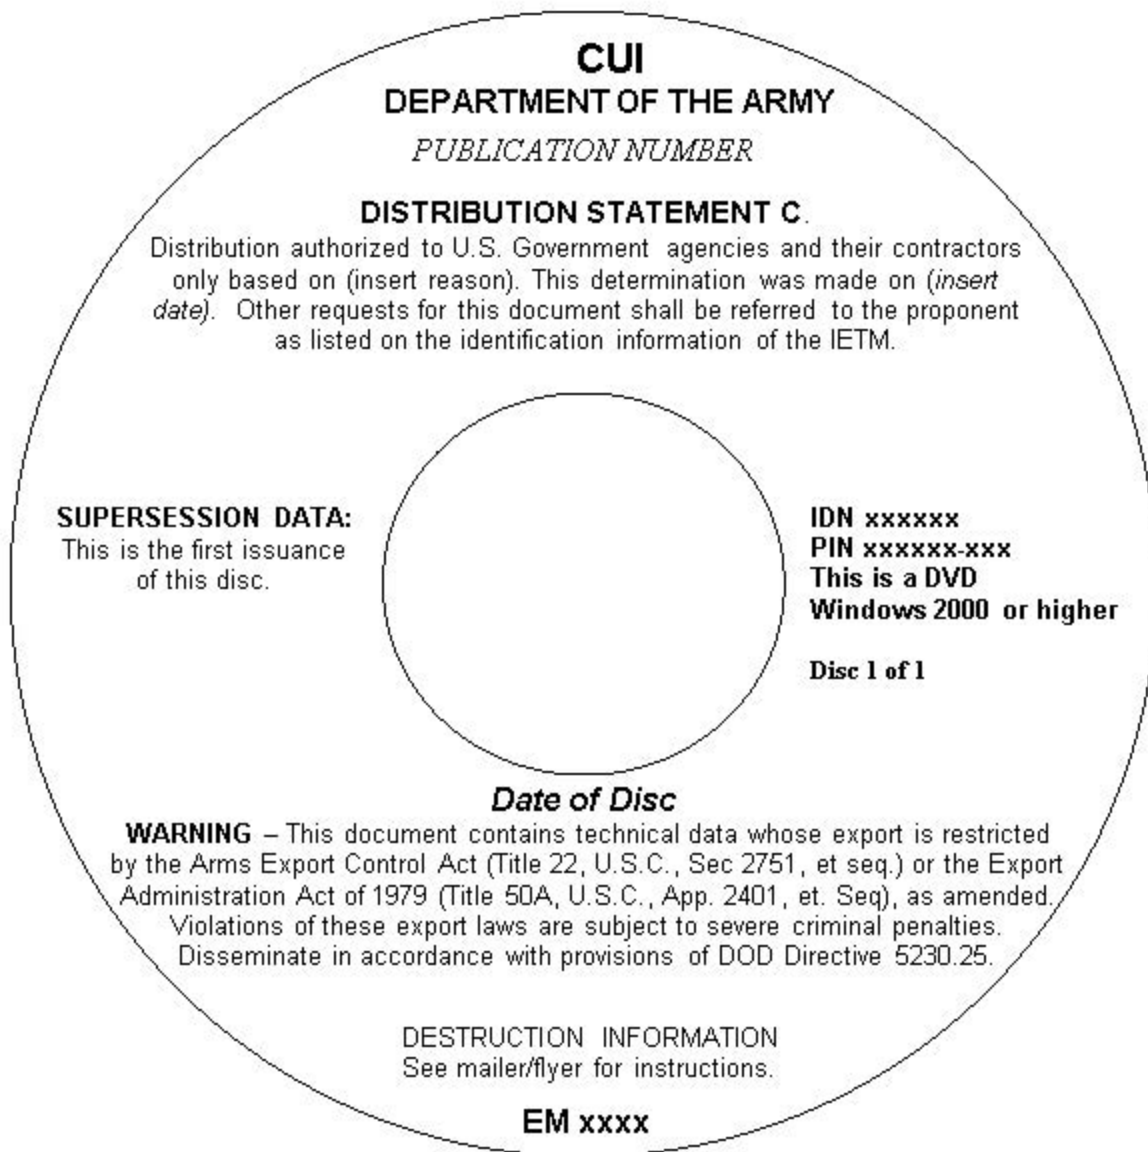 CUI
DEPARTMENT OF THE ARMY
PUBLICATION NUMBER
DISTRIBUTION STATEMENT C.
Distribution authorized to U.S. Government agencies and their contractors
only based on (insert reason). This determination was made on (insert
date). Other requests for this document shall be referred to the proponent
as listed on the identification information of the IETM.
SUPERSESSION DATA:
This is the first issuance
of this disc.
IDN xxxxxx
PIN xxxxxx-xxx
This is a DVD
Windows 2000 or higher
Disc 1 of 1
Date of Disc
WARNING – This document contains technical data whose export is restricted
by the Arms Export Control Act (Title 22, U.S.C., Sec 2751, et seq.) or the Export
Administration Act of 1979 (Title 50A, U.S.C., App. 2401, et. Seq), as amended.
Violations of these export laws are subject to severe criminal penalties.
Disseminate in accordance with provisions of DOD Directive 5230.25.
DESTRUCTION INFORMATION
See mailer/flyer for instructions.
EM xxxx